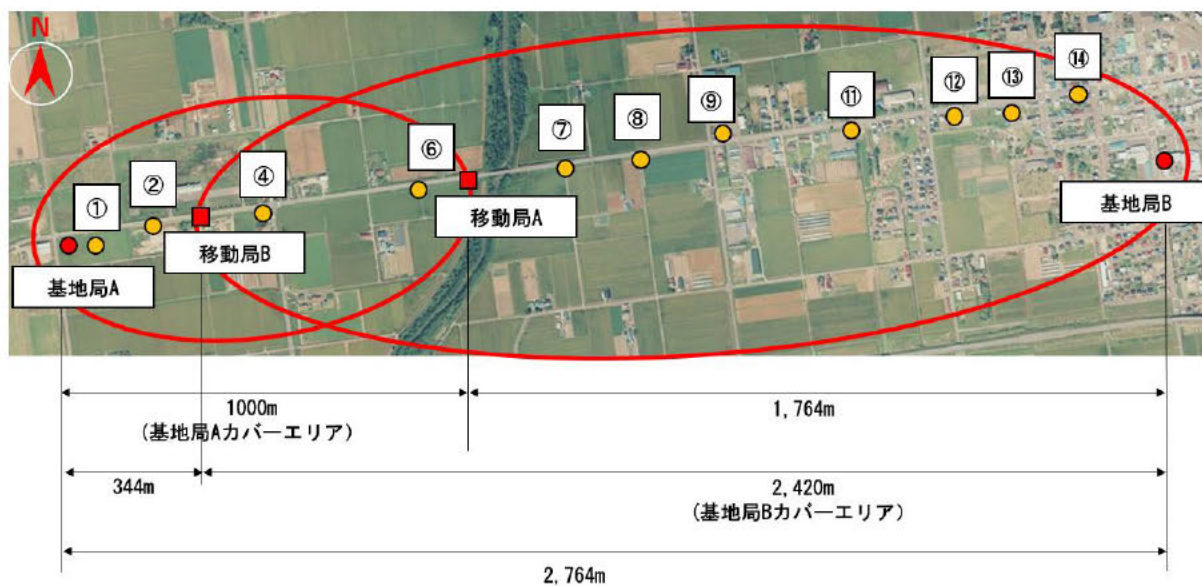 N
⑭
⑬
⑫
⑪
⑨
⑧
⑦
⑥
④
②
①
移動局A
基地局B
移動局B
基地局A
1000m
(基地局Aカバーエリア)
1,764m
344m
2,420m
(基地局Bカバーエリア)
2,764m